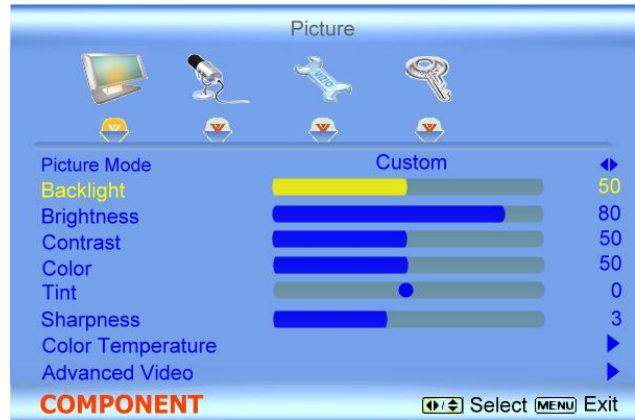 Picture
VIZIO
Picture Mode Custom
Backlight 50
Brightness 80
Contrast 50
Color 50
Tint 0
Sharpness 3
Color Temperature
Advanced Video
COMPONENT Select MENU Exit